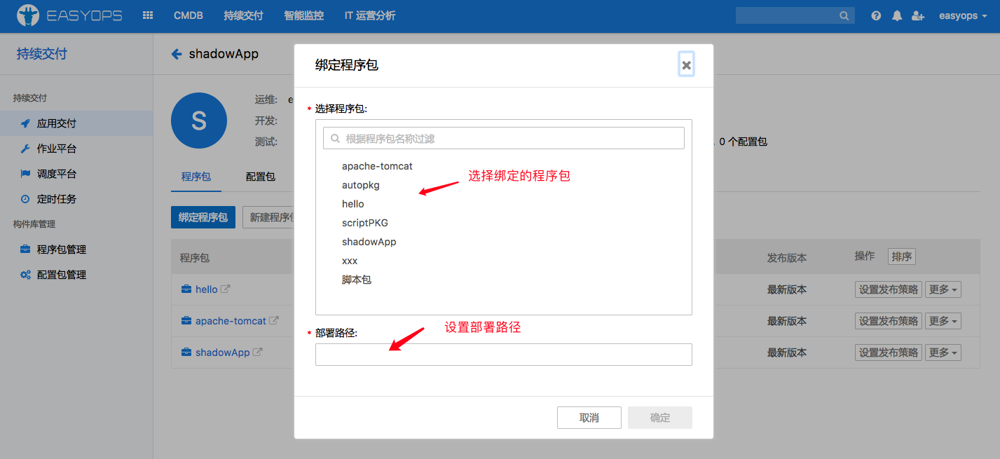 EASYOPS CMDB 持续交付 智能监控 IT 运营分析 easyops
持续交付
shadowApp
持续交付
应用交付
作业平台
调度平台
定时任务
构件库管理
程序包管理
配置包管理
S
运维: e
开发:
测试:
0 个配置包
程序包 配置包
绑定程序包 新建程序包
程序包 发布版本 操作 排序
hello 最新版本 设置发布策略 更多
apache-tomcat 最新版本 设置发布策略 更多
shadowApp 最新版本 设置发布策略 更多
绑定程序包
* 选择程序包:
根据程序包名称过滤
apache-tomcat
autopkg
hello
scriptPKG
shadowApp
xxx
脚本包
选择绑定的程序包
* 部署路径:
设置部署路径
取消 确定